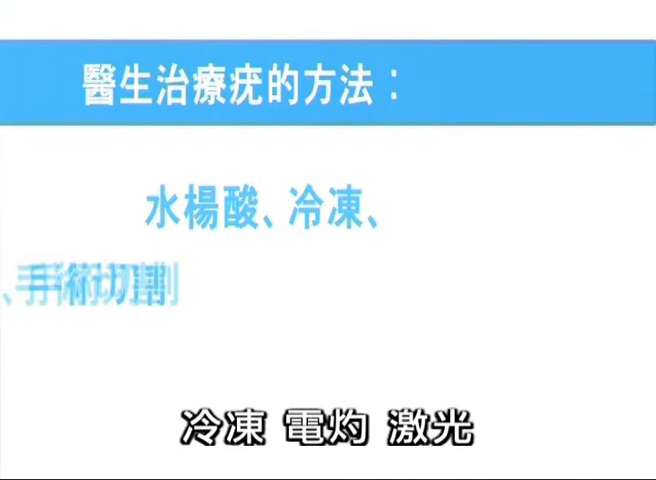 醫生治療疣的方法：
水楊酸、冷凍、
、手術切割
冷凍 電灼 激光